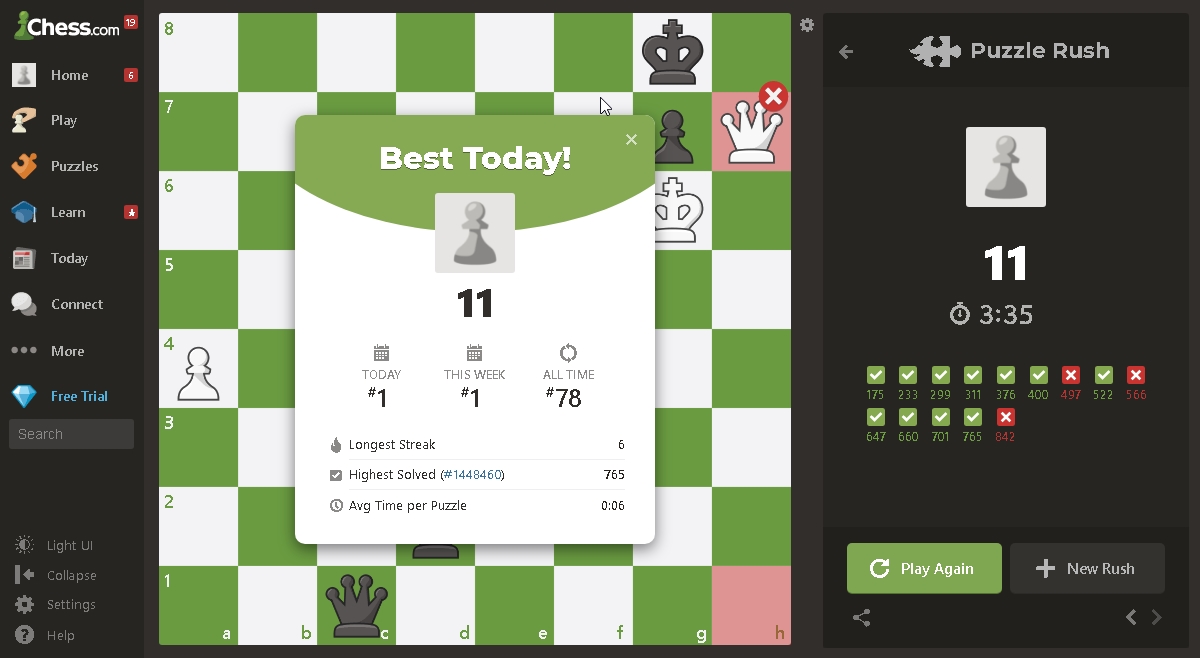 Chess.com 19
Home 6
Play
Puzzles
Learn
Today
Connect
More
Free Trial
Search
Light UI
Collapse
Settings
Help
8
7
6
5
4
3
2
1
a b c d e f g h
Best Today!
11
TODAY THIS WEEK ALL TIME
#1 #1 #78
Longest Streak 6
Highest Solved (#1448460) 765
Avg Time per Puzzle 0:06
Puzzle Rush
11
3:35
175 233 299 311 376 400 497 522 566
647 660 701 765 842
Play Again New Rush